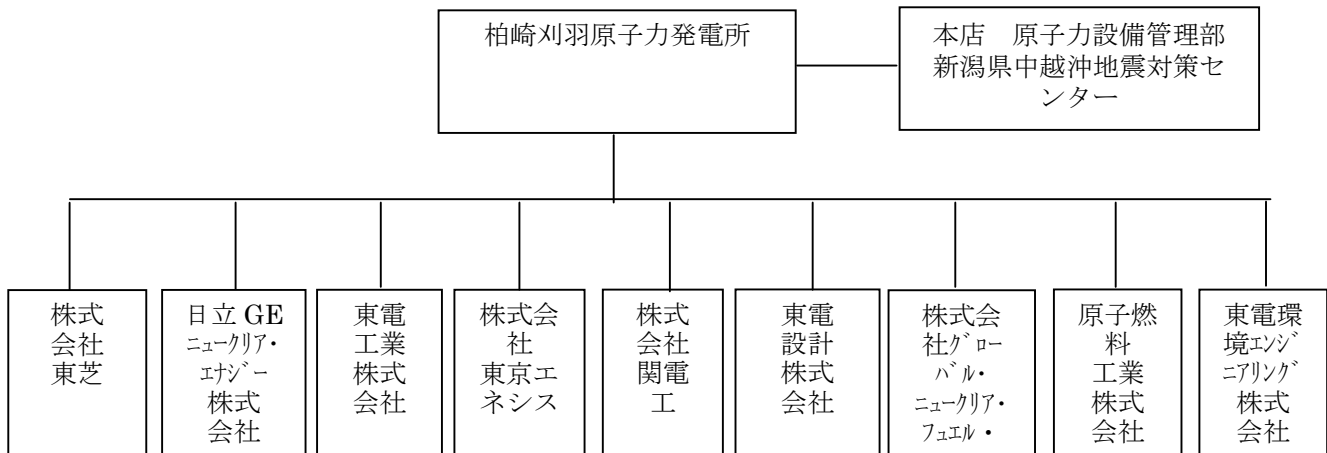 柏崎刈羽原子力発電所
本店　原子力設備管理部
新潟県中越沖地震対策セ
ンター
株式
会社
東芝
日立 GE
ﾆｭｰｸﾘｱ・
ｴﾅｼﾞｰ
株式
会社
東電
工業
株式
会社
株式会
社
東京エ
ネシス
株式
会社
関電
工
東電
設計
株式
会社
株式会
社ｸﾞﾛｰ
ﾊﾞﾙ・
ﾆｭｰｸﾘｱ・
ﾌｭｴﾙ・
原子燃
料
工業
株式
会社
東電環
境ｴﾝｼﾞ
ﾆｱﾘﾝｸﾞ
株式
会社